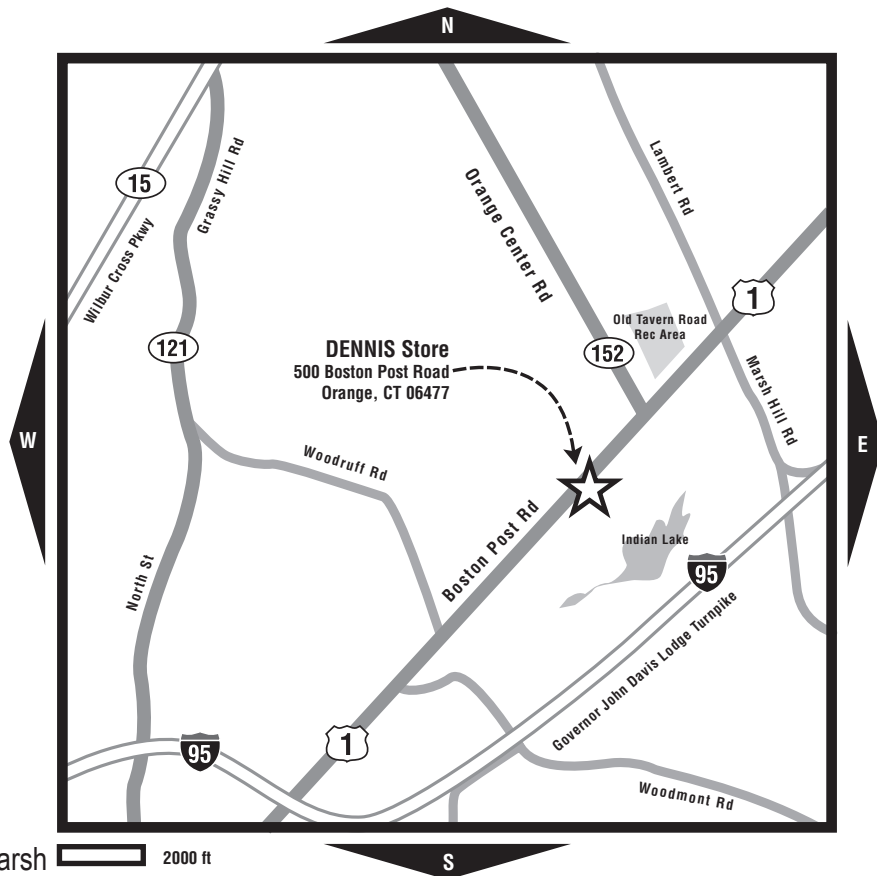 N
Grassy Hill Rd
15
Wilbur Cross Pkwy
Orange Center Rd
Lambert Rd
1
Old Tavern Road
Rec Area
121
152
DENNIS Store
500 Boston Post Road
Orange, CT 06477
Marsh Hill Rd
W
E
Woodruff Rd
Boston Post Rd
Indian Lake
95
North St
Governor John Davis Lodge Turnpike
1
95
Woodmont Rd
arsh
2000 ft
S